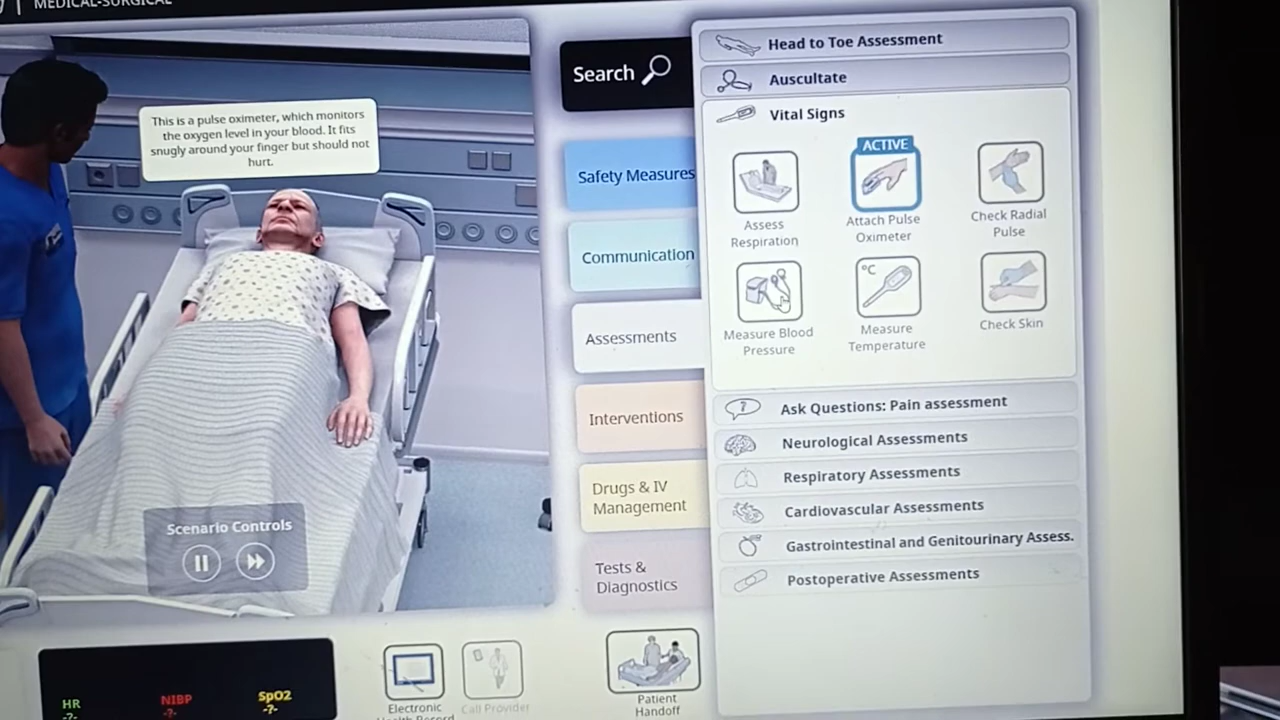 MEDICAL-SURGICAL
This is a pulse oximeter, which monitors
the oxygen level in your blood. It fits
snugly around your finger but should not
hurt.
Scenario Controls
HR
-?-
NIBP
-?-
SpO2
-?-
Electronic
Health Record
Call Provider
Patient
Handoff
Search
Safety Measures
Communication
Assessments
Interventions
Drugs & IV
Management
Tests &
Diagnostics
Head to Toe Assessment
Auscultate
Vital Signs
ACTIVE
Assess
Respiration
Attach Pulse
Oximeter
Check Radial
Pulse
°C
Measure Blood
Pressure
Measure
Temperature
Check Skin
Ask Questions: Pain assessment
Neurological Assessments
Respiratory Assessments
Cardiovascular Assessments
Gastrointestinal and Genitourinary Assess.
Postoperative Assessments